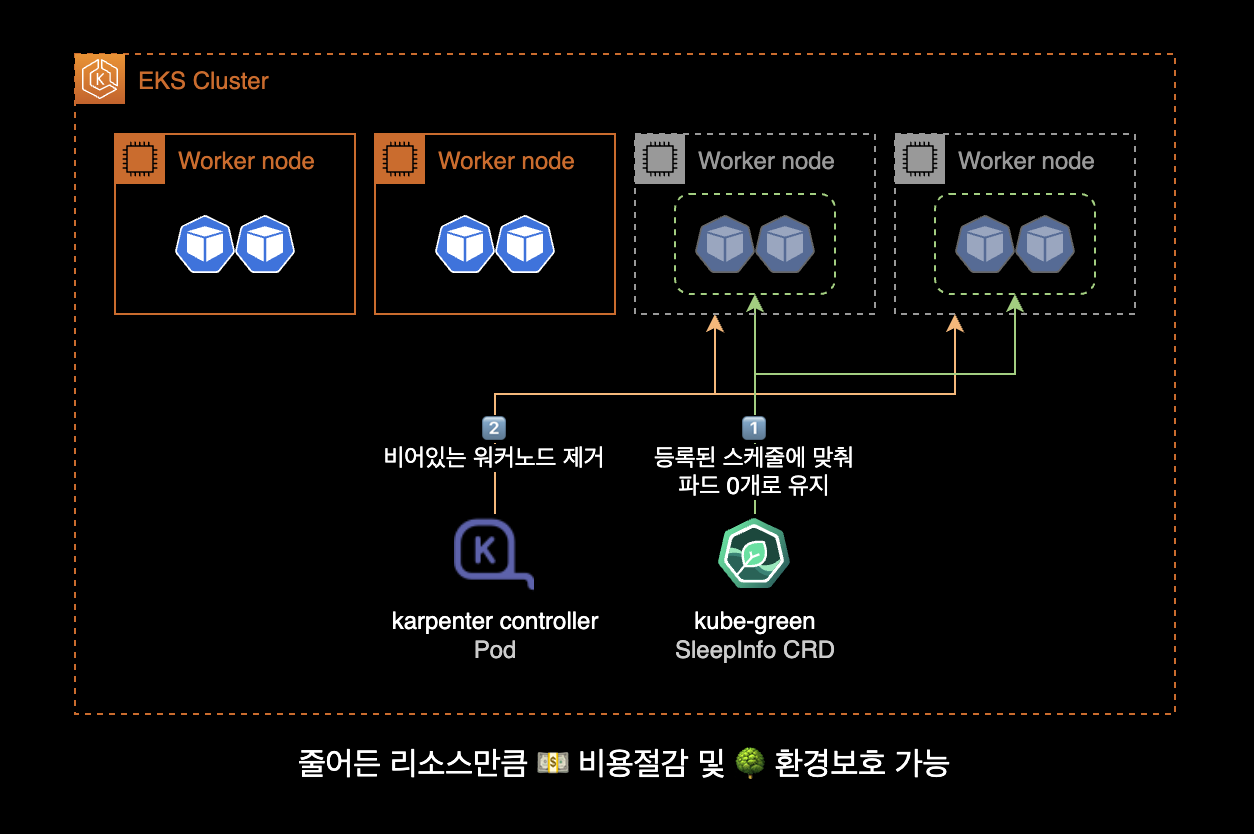 EKS Cluster
Worker node
Worker node
Worker node
Worker node
2
비어있는 워커노드 제거
1
등록된 스케줄에 맞춰
파드 0개로 유지
K
karpenter controller
Pod
kube-green
SleepInfo CRD
줄어든 리소스만큼 💵 비용절감 및 🌳 환경보호 가능